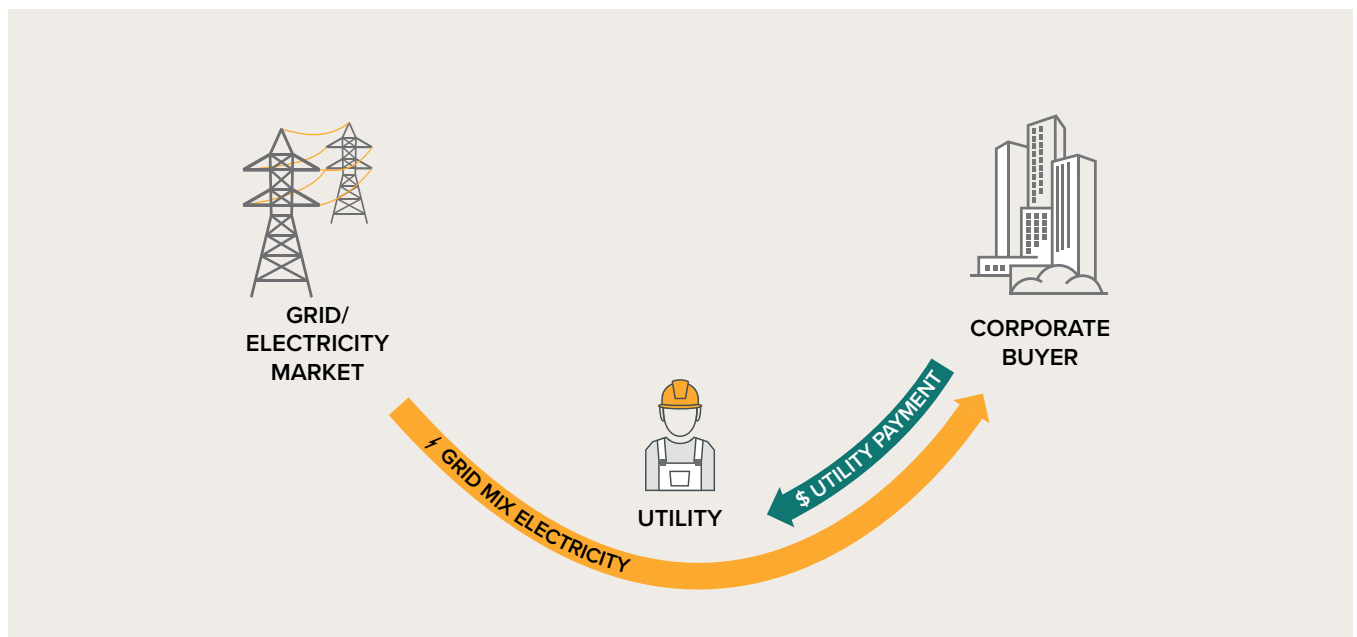 GRID/
ELECTRICITY
MARKET
CORPORATE
BUYER
$ UTILITY PAYMENT
GRID MIX ELECTRICITY
UTILITY